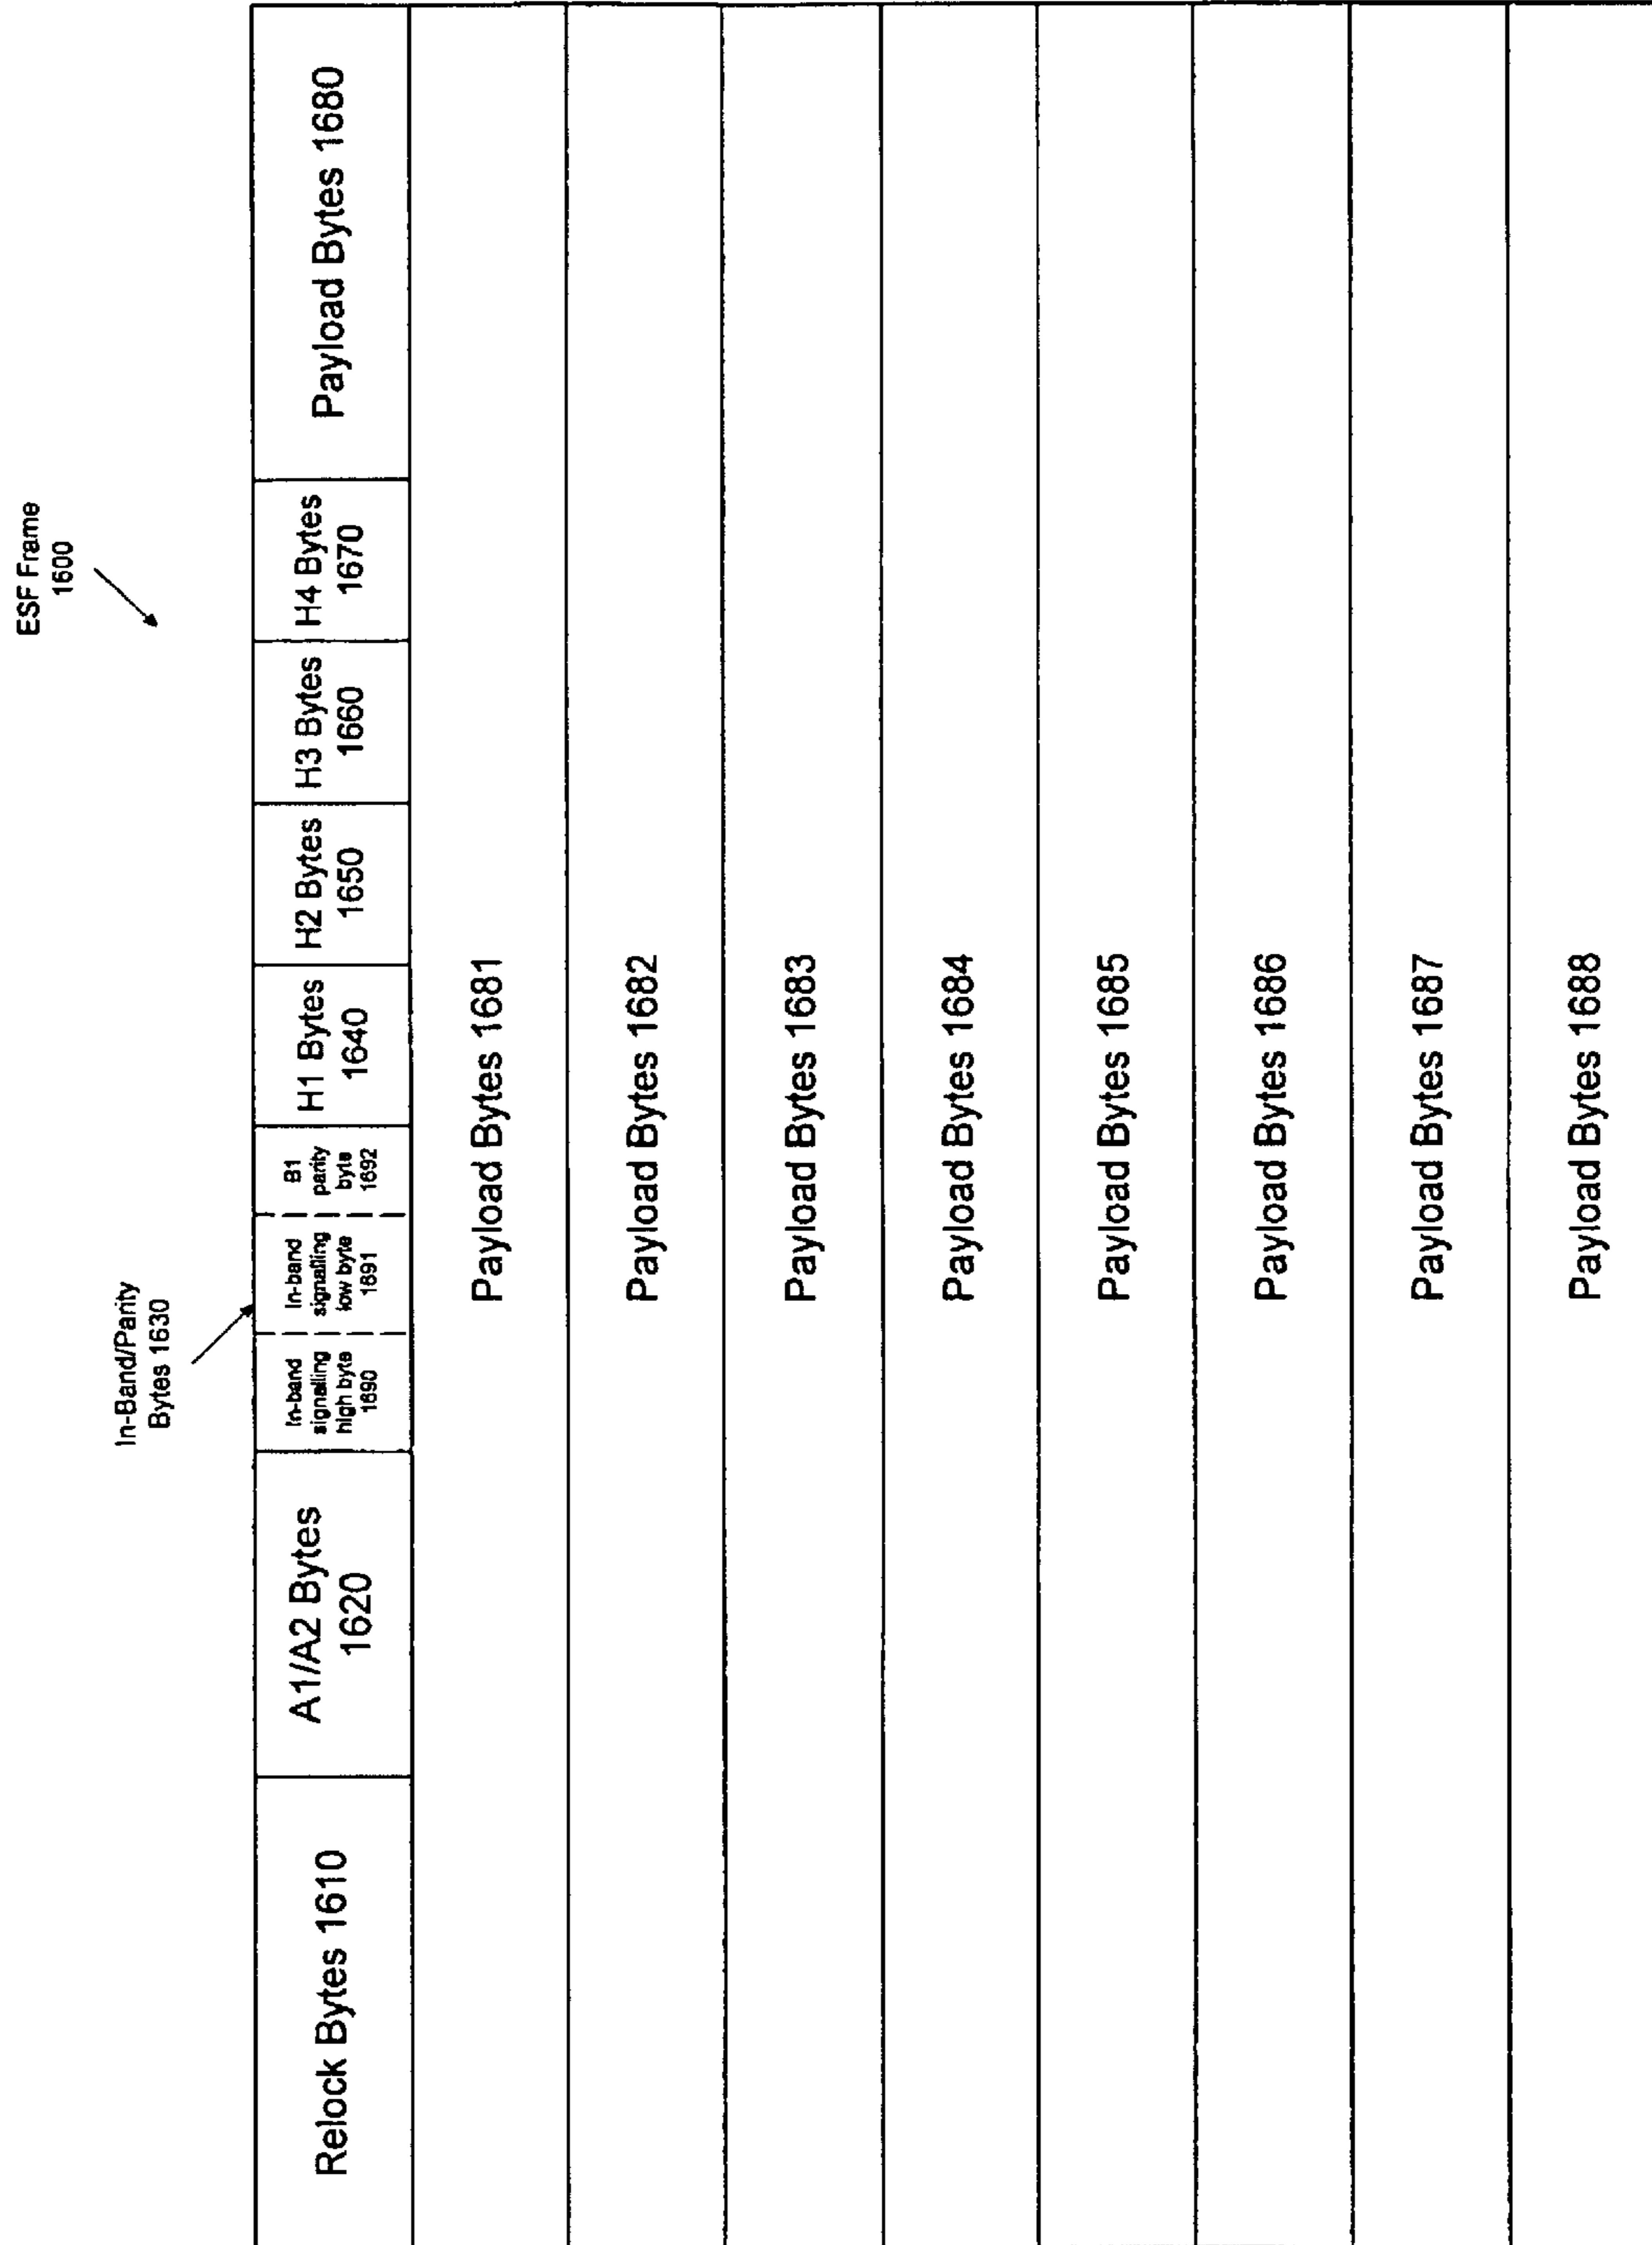 ESF Frame
1600
In-Band/Parity
Bytes 1630
Relock Bytes 1610
A1/A2 Bytes
1620
In-band
signalling
high byte
1690
In-band
signalling
low byte
1691
B1
parity
byte
1692
H1 Bytes
1640
H2 Bytes
1650
H3 Bytes
1660
H4 Bytes
1670
Payload Bytes 1680
Payload Bytes 1681
Payload Bytes 1682
Payload Bytes 1683
Payload Bytes 1684
Payload Bytes 1685
Payload Bytes 1686
Payload Bytes 1687
Payload Bytes 1688